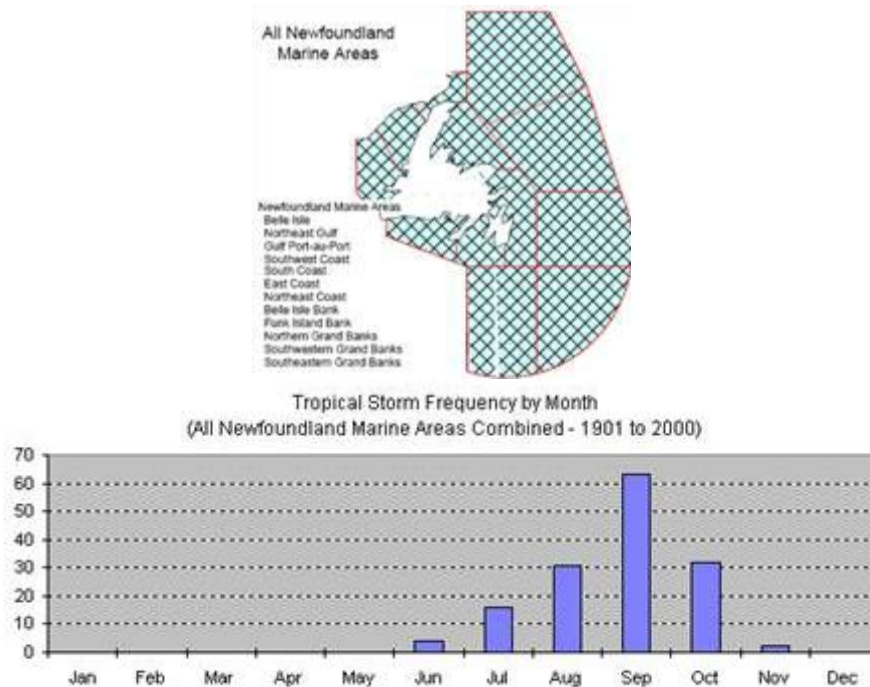 All Newfoundland
Marine Areas
Newfoundland Marine Areas
Belle Isle
Northeast Gulf
Gulf Port-au-Port
Southwest Coast
South Coast
East Coast
Northeast Coast
Belle Isle Bank
Funk Island Bank
Northern Grand Banks
Southwestern Grand Banks
Southeastern Grand Banks
Tropical Storm Frequency by Month
(All Newfoundland Marine Areas Combined - 1901 to 2000)
70
60
50
40
30
20
10
0
Jan Feb Mar Apr May Jun Jul Aug Sep Oct Nov Dec